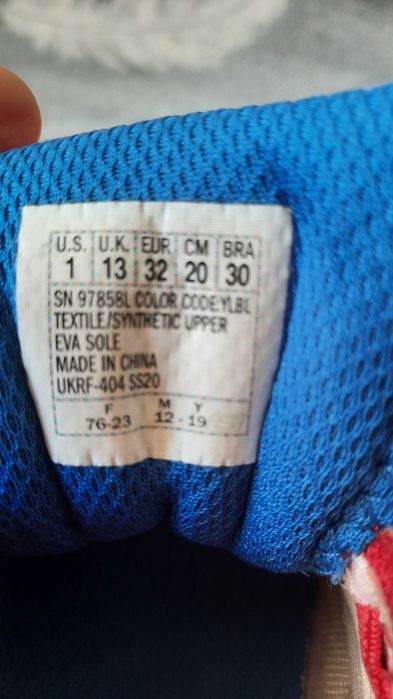 U.S. U.K. EUR CM BRA
1 13 32 20 30
SN 97858L COLOR CODE:YLBL
TEXTILE/SYNTHETIC UPPER
EVA SOLE
MADE IN CHINA
UKRF-404 SS20
F M Y
76-23 12-19